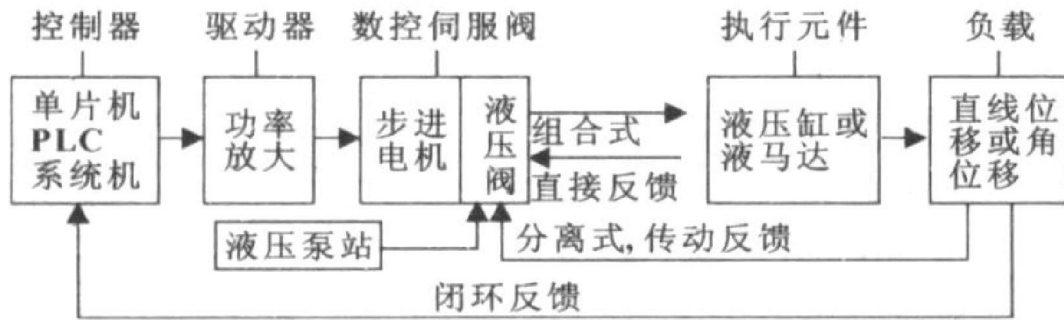 控制器
驱动器
数控伺服阀
执行元件
负载
单片机
PLC
系统机
功率
放大
步进
电机
液
压
阀
组合式
直接反馈
液压缸或
液马达
直线位
移或角
位移
液压泵站
分离式,传动反馈
闭环反馈